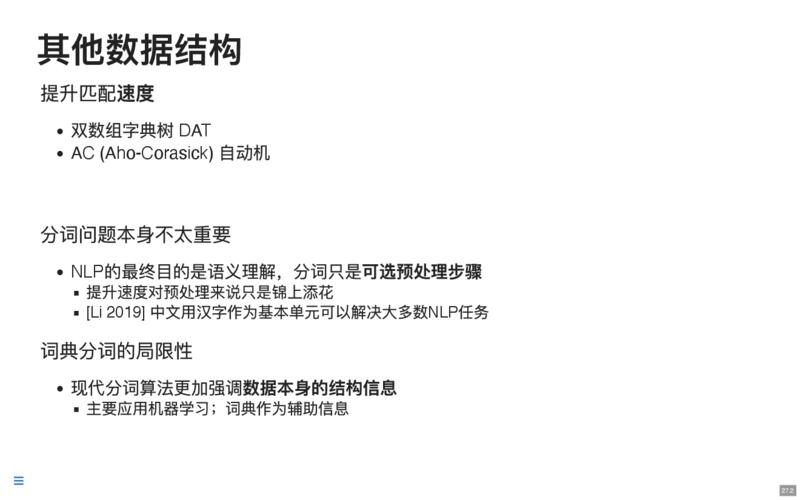 其他数据结构
提升匹配速度
• 双数组字典树 DAT
• AC (Aho-Corasick) 自动机
分词问题本身不太重要
• NLP的最终目的是语义理解，分词只是可选预处理步骤
▪ 提升速度对预处理来说只是锦上添花
▪ [Li 2019] 中文用汉字作为基本单元可以解决大多数NLP任务
词典分词的局限性
• 现代分词算法更加强调数据本身的结构信息
▪ 主要应用机器学习；词典作为辅助信息
27.2